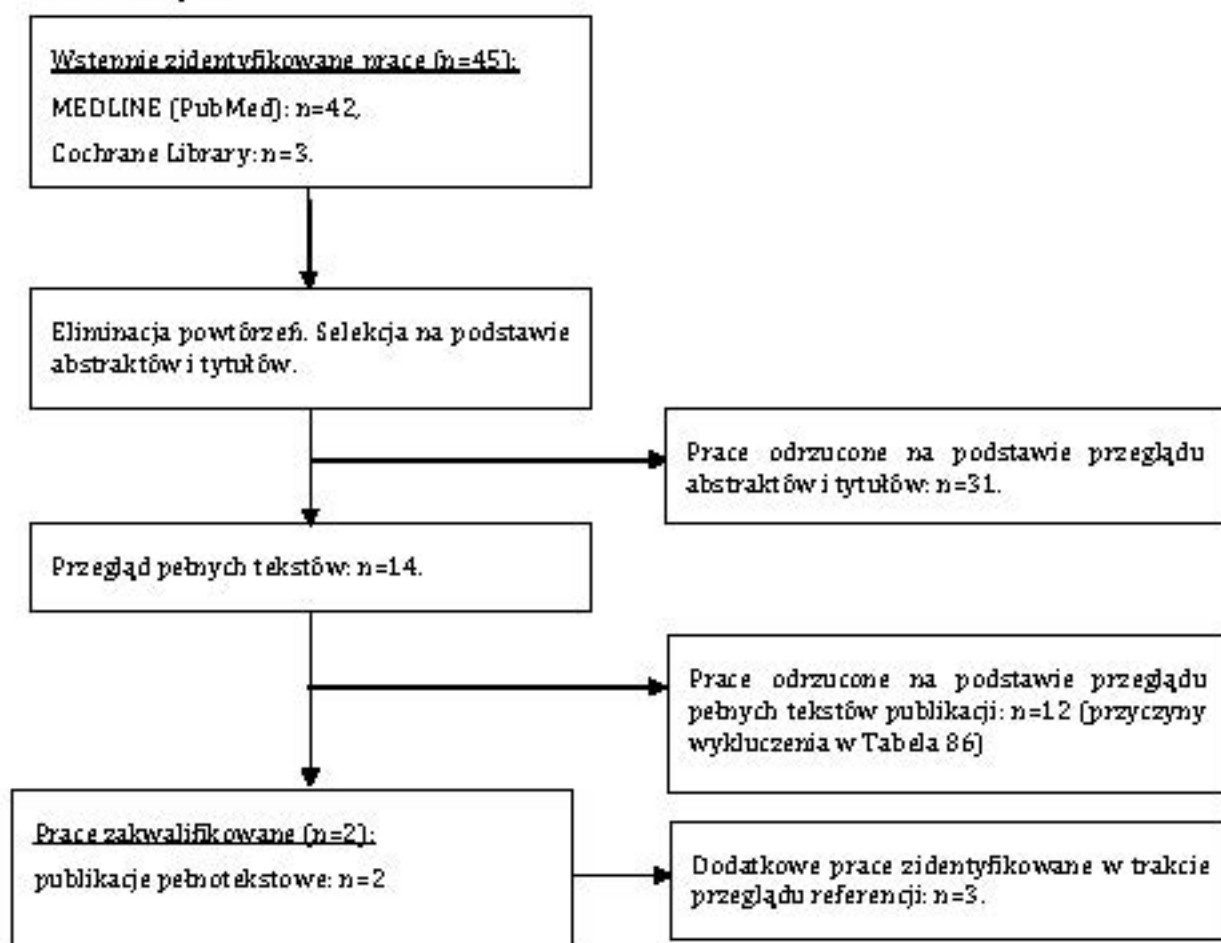 Wstępnie zidentyfikowane prace (n=45):
MEDLINE (PubMed): n=42,
Cochrane Library: n=3.
Eliminacja powtórzeń. Selekcja na podstawie
abstraktów i tytułów.
Prace odrzucone na podstawie przeglądu
abstraktów i tytułów: n=31.
Przegląd pełnych tekstów: n=14.
Prace odrzucone na podstawie przeglądu
pełnych tekstów publikacji: n=12 (przyczyny
wykluczenia w Tabela 86)
Prace zakwalifikowane (n=2):
publikacje pełnotekstowe: n=2
Dodatkowe prace zidentyfikowane w trakcie
przeglądu referencji: n=3.